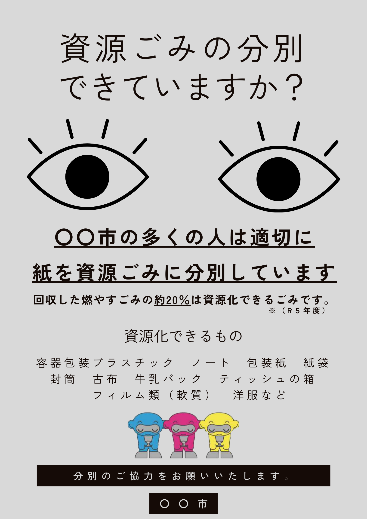 資源ごみの分別
できていますか？
〇〇市の多くの人は適切に
紙を資源ごみに分別しています
回収した燃やすごみの約20%は資源化できるごみです。
※（R５年度）
資源化できるもの
容器包装プラスチック　ノート　包装紙　紙袋
封筒　古布　牛乳パック　ティッシュの箱
フィルム類（軟質）　洋服など
分別のご協力をお願いいたします。
〇〇市